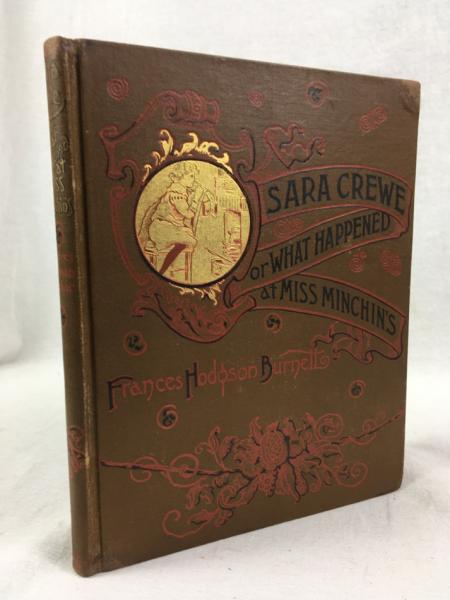 SARA CREWE
or WHAT HAPPENED
at MISS MINCHIN'S
Frances Hodgson Burnett